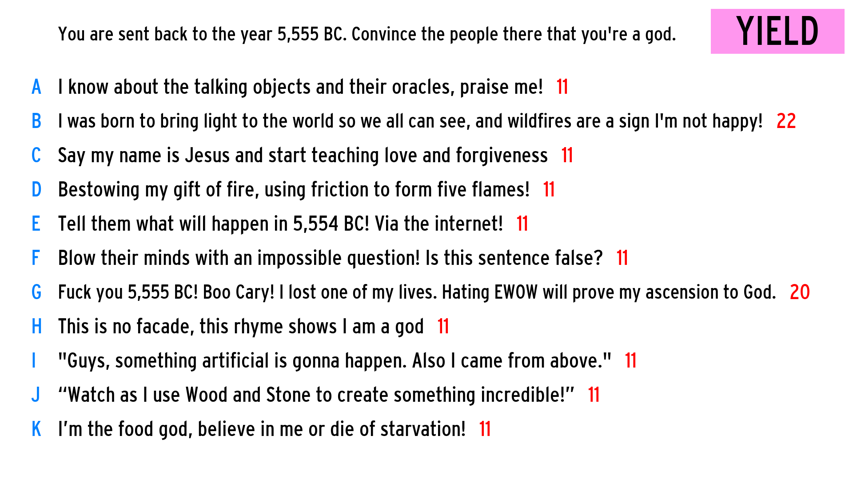 You are sent back to the year 5,555 BC. Convince the people there that you're a god.
YIELD
A I know about the talking objects and their oracles, praise me! 11
B I was born to bring light to the world so we all can see, and wildfires are a sign I'm not happy! 22
C Say my name is Jesus and start teaching love and forgiveness 11
D Bestowing my gift of fire, using friction to form five flames! 11
E Tell them what will happen in 5,554 BC! Via the internet! 11
F Blow their minds with an impossible question! Is this sentence false? 11
G Fuck you 5,555 BC! Boo Cary! I lost one of my lives. Hating EWOW will prove my ascension to God. 20
H This is no facade, this rhyme shows I am a god 11
I "Guys, something artificial is gonna happen. Also I came from above." 11
J “Watch as I use Wood and Stone to create something incredible!” 11
K I’m the food god, believe in me or die of starvation! 11